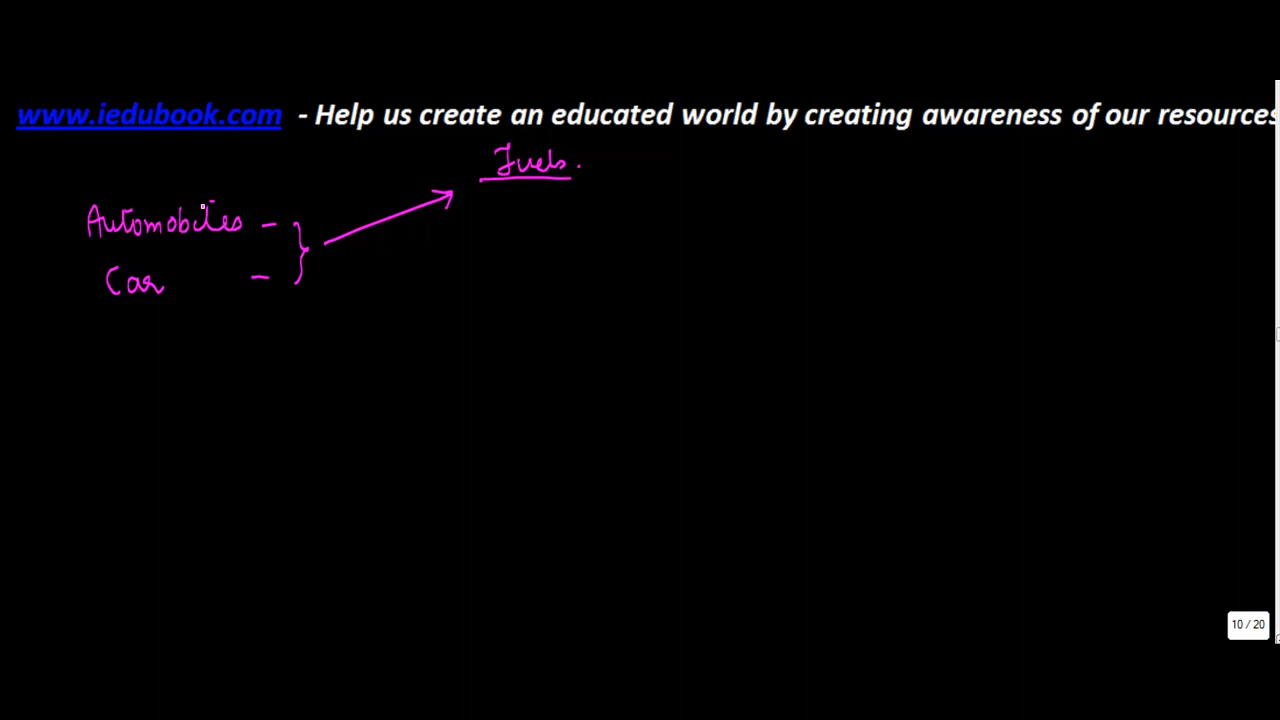 www.iedubook.com - Help us create an educated world by creating awareness of our resources
Fuels.
Automobiles -
Car -
10 / 20